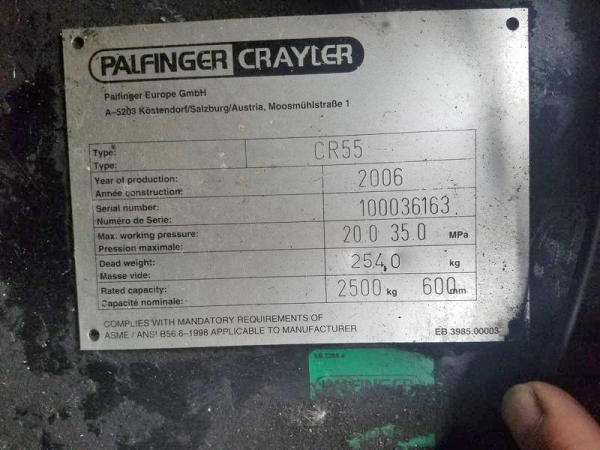 PALFINGER CRAYLER
Palfinger Europe GmbH
A-5203 Köstendorf/Salzburg/Austria, Moosmühlstraße 1
Type: CR55
Type:
Year of production: 2006
Année construction:
Serial number: 100036163
Numéro de Serie:
Max. working pressure: 20.0 35.0 MPa
Pression maximale:
Dead weight: 2540 kg
Masse vide:
Rated capacity: 2500 kg 600 mm
Capacité nominale:
COMPLIES WITH MANDATORY REQUIREMENTS OF
ASME / ANSI B56.6-1998 APPLICABLE TO MANUFACTURER
EB 3985.00003
PALFINGER